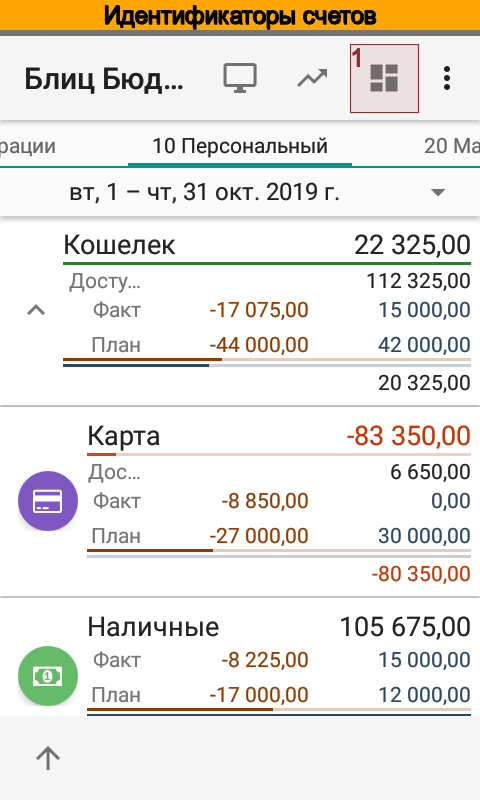 Идентификаторы счетов
Блиц Бюд... 1
рации 10 Персональный 20 Ма
вт, 1 – чт, 31 окт. 2019 г.
Кошелек 22 325,00
Досту... 112 325,00
Факт -17 075,00 15 000,00
План -44 000,00 42 000,00
20 325,00
Карта -83 350,00
Дос... 6 650,00
Факт -8 850,00 0,00
План -27 000,00 30 000,00
-80 350,00
Наличные 105 675,00
Факт -8 225,00 15 000,00
План -17 000,00 12 000,00